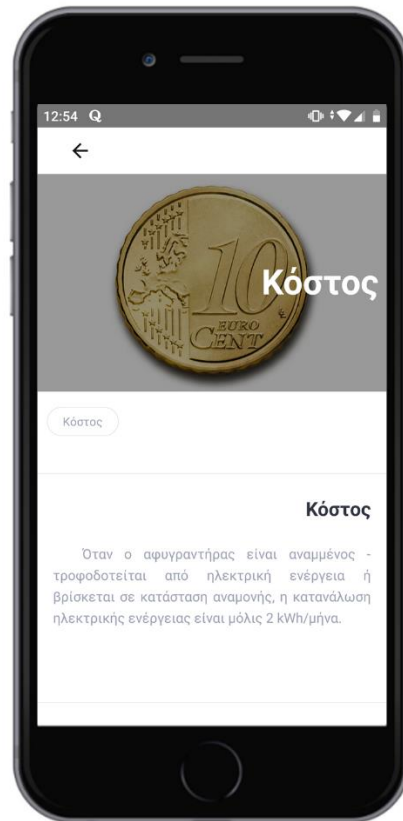 12:54 Q
10
EURO
CENT
Κόστος
Κόστος
Κόστος
Όταν ο αφυγραντήρας είναι αναμμένος -
τροφοδοτείται από ηλεκτρική ενέργεια ή
βρίσκεται σε κατάσταση αναμονής, η κατανάλωση
ηλεκτρικής ενέργειας είναι μόλις 2 kWh/μήνα.